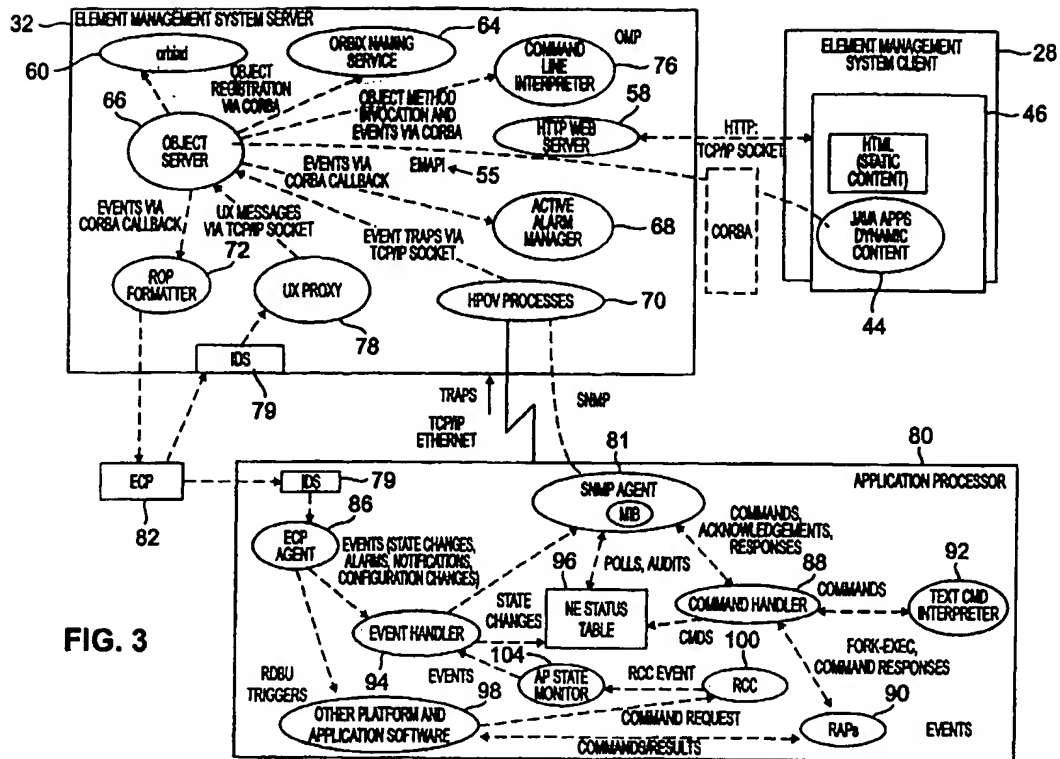 ELEMENT MANAGEMENT SYSTEM SERVER
32
60
orbixd
64
ORBIX NAMING
SERVICE
OMP
COMMAND
LINE
INTERPRETER
76
ELEMENT MANAGEMENT
SYSTEM CLIENT
28
46
OBJECT
REGISTRATION
VIA CORBA
66
OBJECT
SERVER
OBJECT METHOD
INVOCATION AND
EVENTS VIA CORBA
58
HTTP WEB
SERVER
HTTP:
TCP/IP SOCKET
HTML
(STATIC
CONTENT)
EVENTS VIA
CORBA CALLBACK
EMAPI
55
CORBA
JAVA APPS
DYNAMIC
CONTENT
44
EVENTS VIA
CORBA CALLBACK
UX MESSAGES
VIA TCP/IP SOCKET
EVENT TRAPS VIA
TCP/IP SOCKET
ACTIVE
ALARM
MANAGER
68
72
ROP
FORMATTER
UX PROXY
78
HPOV PROCESSES
70
IDS
79
TRAPS
TCP/IP
ETHERNET
SNMP
ECP
82
80
APPLICATION PROCESSOR
81
SNMP AGENT
MIB
IDS
79
86
ECP
AGENT
EVENTS (STATE CHANGES,
ALARMS, NOTIFICATIONS,
CONFIGURATION CHANGES)
COMMANDS,
ACKNOWLEDGEMENTS,
RESPONSES
96
POLLS, AUDITS
88
92
COMMAND HANDLER
COMMANDS
TEXT CMD
INTERPRETER
NE STATUS
TABLE
STATE
CHANGES
EVENT HANDLER
94
CMDS
FORK-EXEC,
COMMAND RESPONSES
FIG. 3
RDBU
TRIGGERS
EVENTS
104
AP STATE
MONITOR
RCC EVENT
100
RCC
98
OTHER PLATFORM AND
APPLICATION SOFTWARE
COMMAND REQUEST
COMMANDS/RESULTS
90
RAPs
EVENTS